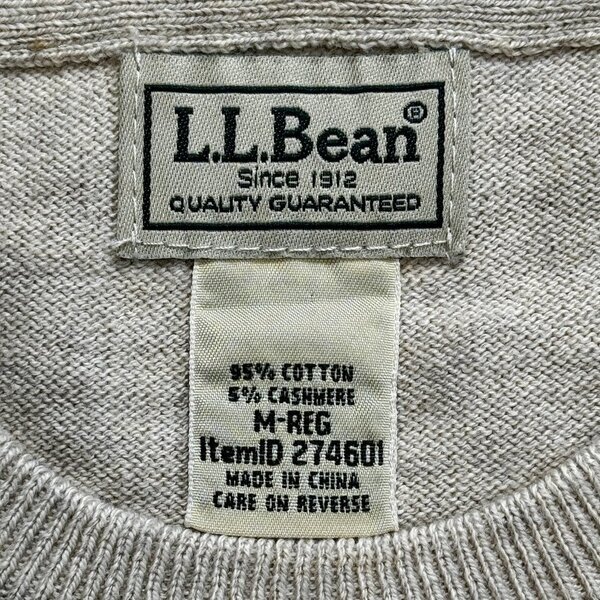 L.L.Bean®
Since 1912
QUALITY GUARANTEED
95% COTTON
5% CASHMERE
M-REG
ItemID 274601
MADE IN CHINA
CARE ON REVERSE